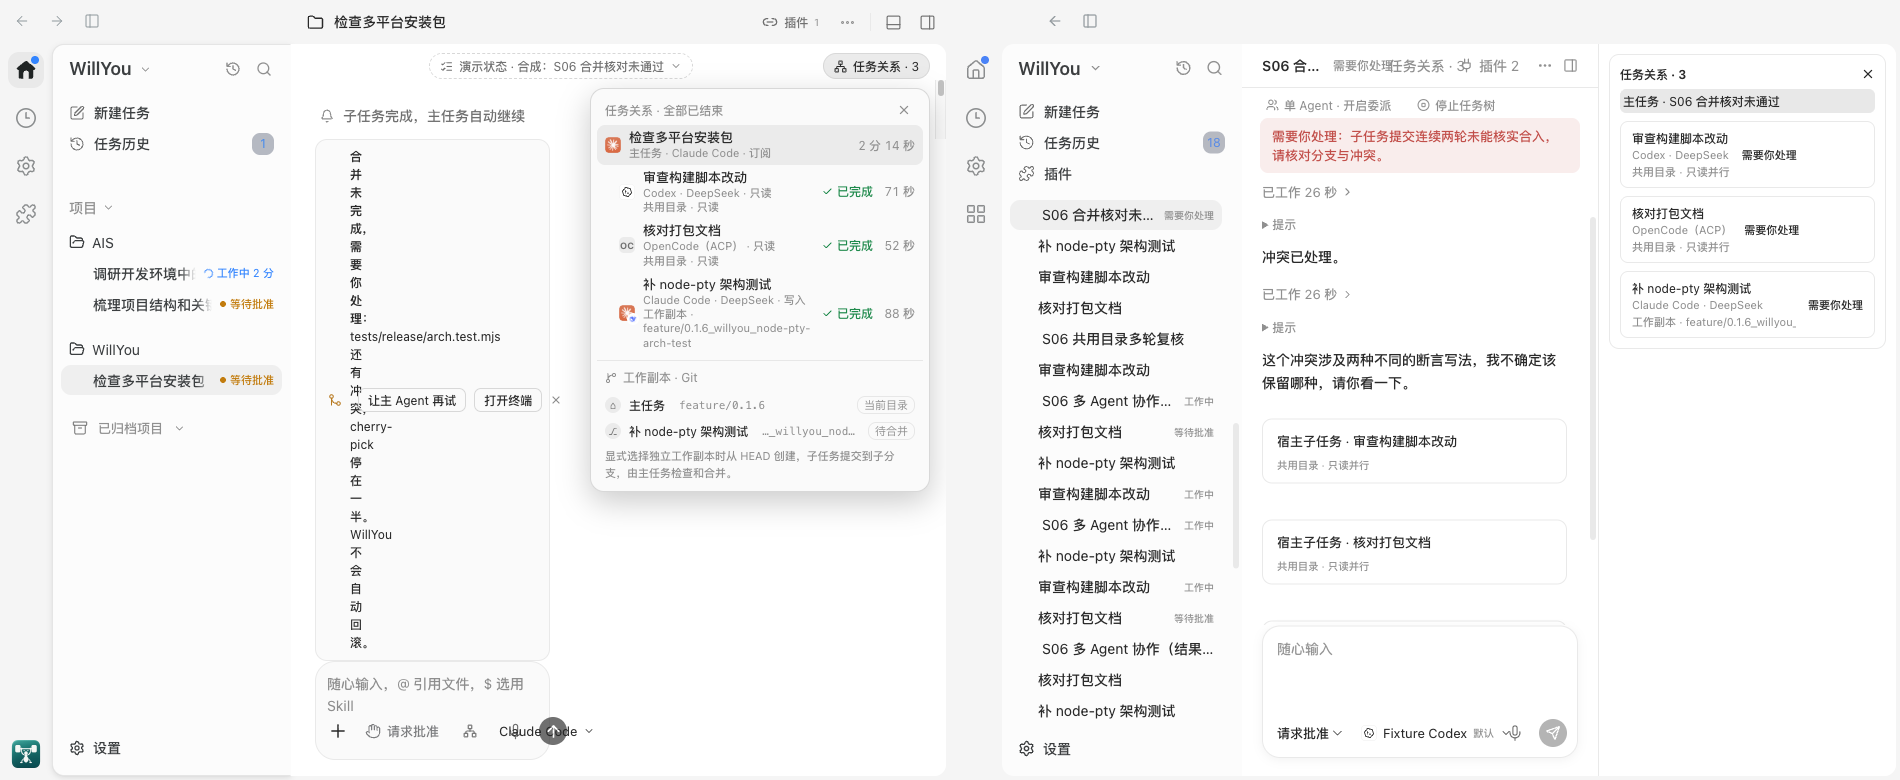 检查多平台安装包
插件 1
WillYou
新建任务
任务历史
1
项目
AIS
调研开发环境中
工作中 2 分
梳理项目结构和关
等待批准
WillYou
检查多平台安装包
等待批准
已归档项目
设置
演示状态 · 合成：S06 合并核对未通过
任务关系 · 3
子任务完成，主任务自动继续
合
并
未
完
成，
需
要
你
处
理：
tests/release/arch.test.mjs
还
有
冲
突，
cherry-
pick
停
在
一
半。
WillYou
不
会
自
动
回
滚。
让主 Agent 再试
打开终端
随心输入，@ 引用文件，$ 选用
Skill
请求批准
Claude Code
任务关系 · 全部已结束
检查多平台安装包
主任务 · Claude Code · 订阅
2 分 14 秒
审查构建脚本改动
Codex · DeepSeek · 只读
共用目录 · 只读
已完成 71 秒
OC
核对打包文档
OpenCode（ACP） · 只读
共用目录 · 只读
已完成 52 秒
补 node-pty 架构测试
Claude Code · DeepSeek · 写入
工作副本 ·
feature/0.1.6_willyou_node-pty-
arch-test
已完成 88 秒
工作副本 · Git
主任务 feature/0.1.6 当前目录
补 node-pty 架构测试 …_willyou_nod… 待合并
显式选择独立工作副本时从 HEAD 创建，子任务提交到子分
支，由主任务检查和合并。
WillYou
新建任务
任务历史
18
插件
S06 合并核对未... 需要你处理
补 node-pty 架构测试
审查构建脚本改动
核对打包文档
S06 共用目录多轮复核
审查构建脚本改动
S06 多 Agent 协作... 工作中
核对打包文档 等待批准
补 node-pty 架构测试
审查构建脚本改动 工作中
S06 多 Agent 协作... 工作中
补 node-pty 架构测试
审查构建脚本改动 工作中
核对打包文档 等待批准
S06 多 Agent 协作（结果...
核对打包文档
补 node-pty 架构测试
设置
S06 合... 需要你处理 任务关系 · 3 插件 2
单 Agent · 开启委派
停止任务树
需要你处理：子任务提交连续两轮未能核实合入，
请核对分支与冲突。
已工作 26 秒
提示
冲突已处理。
已工作 26 秒
提示
这个冲突涉及两种不同的断言写法，我不确定该
保留哪种，请你看一下。
宿主子任务 · 审查构建脚本改动
共用目录 · 只读并行
宿主子任务 · 核对打包文档
共用目录 · 只读并行
随心输入
请求批准
Fixture Codex 默认
任务关系 · 3
主任务 · S06 合并核对未通过
审查构建脚本改动
Codex · DeepSeek 需要你处理
共用目录 · 只读并行
核对打包文档
OpenCode（ACP） 需要你处理
共用目录 · 只读并行
补 node-pty 架构测试
Claude Code · DeepSeek 需要你处理
工作副本 · feature/0.1.6_willyou_